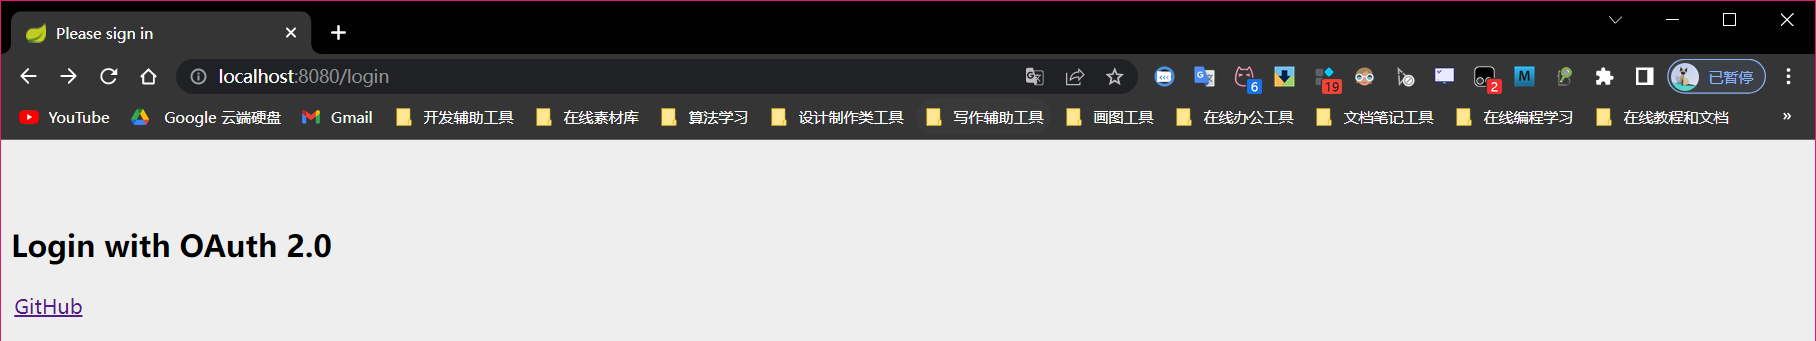 Please sign in
localhost:8080/login
6
19
2
M
已暂停
YouTube
Google 云端硬盘
Gmail
开发辅助工具
在线素材库
算法学习
设计制作类工具
写作辅助工具
画图工具
在线办公工具
文档笔记工具
在线编程学习
在线教程和文档
»
Login with OAuth 2.0
GitHub